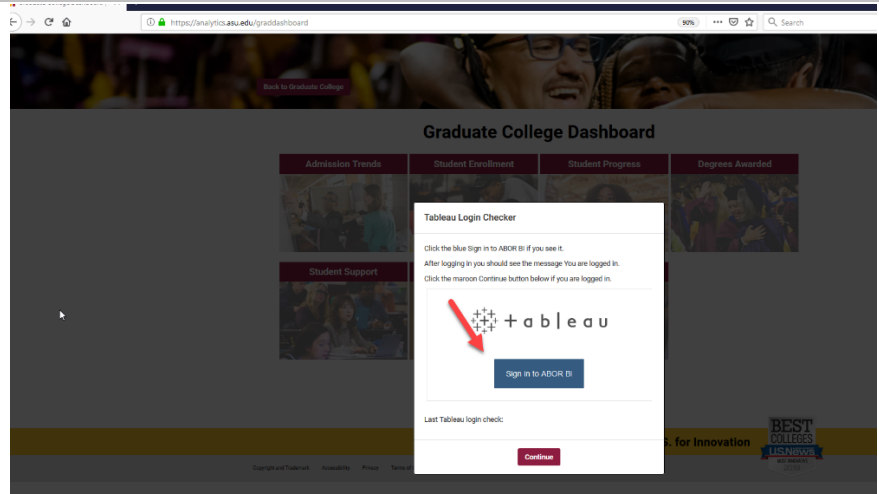 https://analytics.asu.edu/graddashboard
90%
Search
Back to Graduate College
Graduate College Dashboard
Admission Trends
Student Enrollment
Student Progress
Degrees Awarded
Tableau Login Checker
Click the blue Sign in to ABOR BI if you see it.
After logging in you should see the message You are logged in.
Click the maroon Continue button below if you are logged in.
Student Support
+ a b | e a u
Sign in to ABOR BI
Last Tableau login check:
Continue
for Innovation
BEST
COLLEGES
U.S.News
Copyright and Trademark Accessibility Privacy Terms of